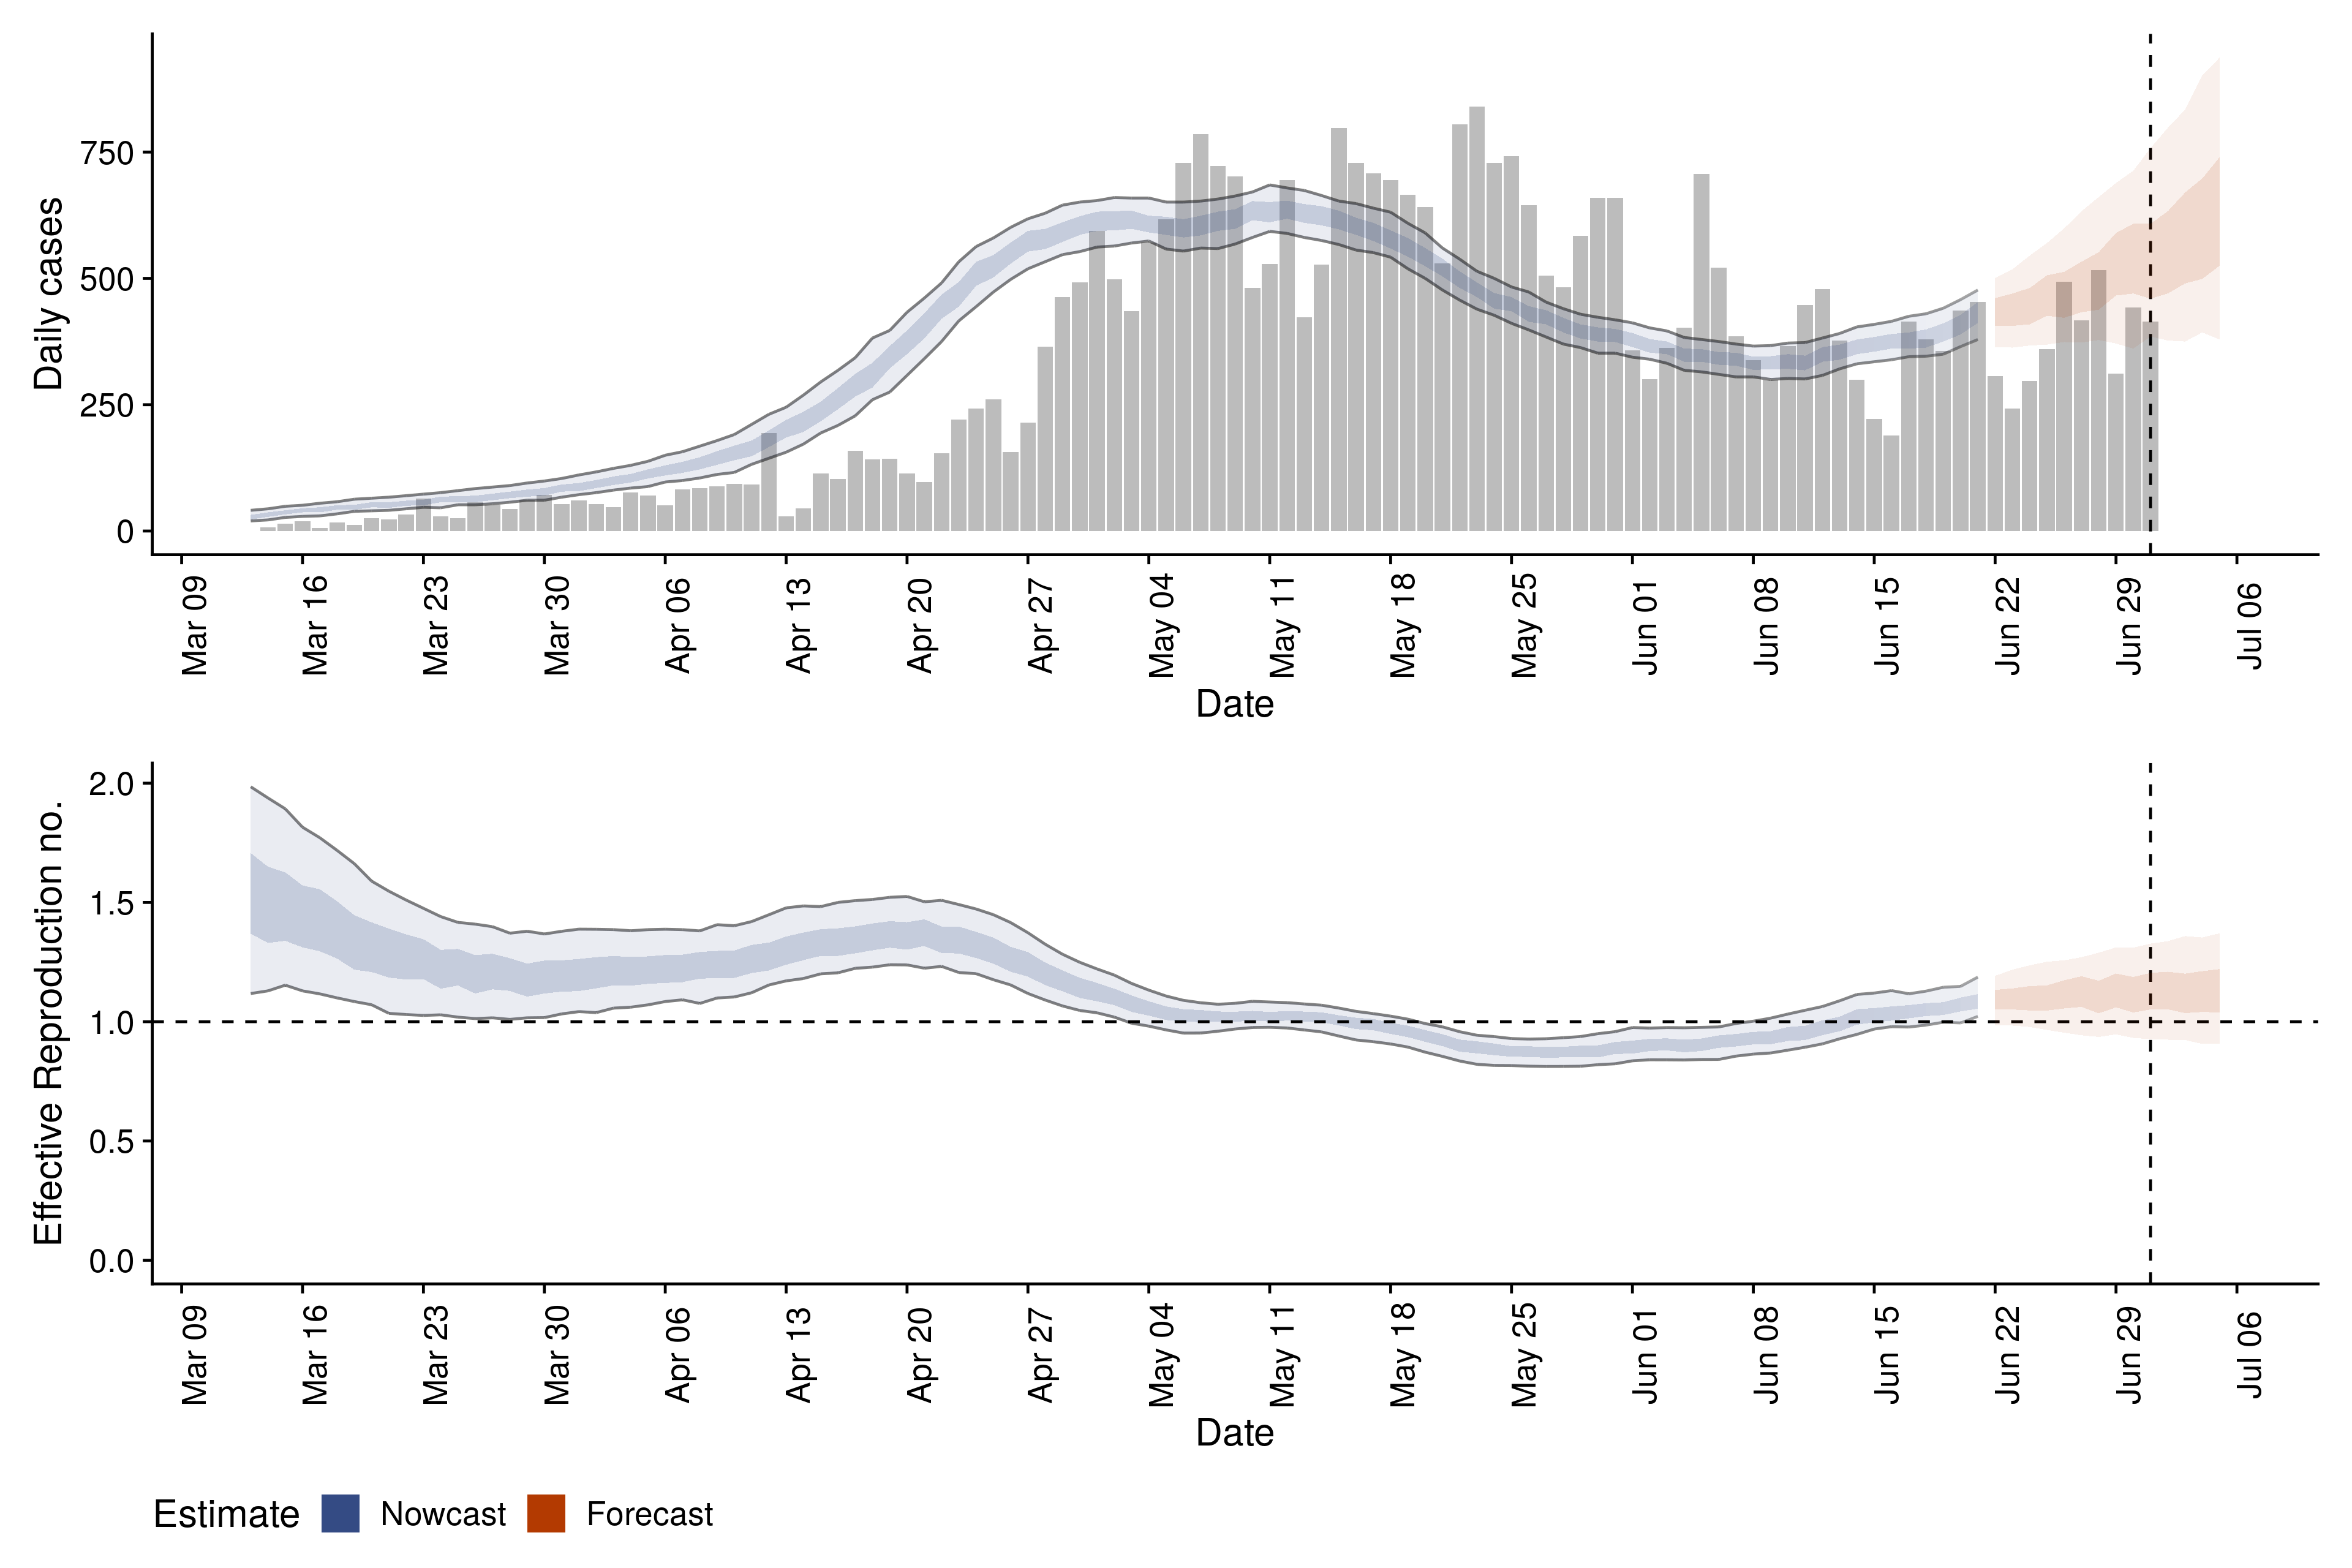 Daily cases
750
500
250
0
Mar 09
Mar 16
Mar 23
Mar 30
Apr 06
Apr 13
Apr 20
Apr 27
May 04
May 11
May 18
May 25
Jun 01
Jun 08
Jun 15
Jun 22
Jun 29
Jul 06
Date
Effective Reproduction no.
2.0
1.5
1.0
0.5
0.0
Mar 09
Mar 16
Mar 23
Mar 30
Apr 06
Apr 13
Apr 20
Apr 27
May 04
May 11
May 18
May 25
Jun 01
Jun 08
Jun 15
Jun 22
Jun 29
Jul 06
Date
Estimate Nowcast Forecast